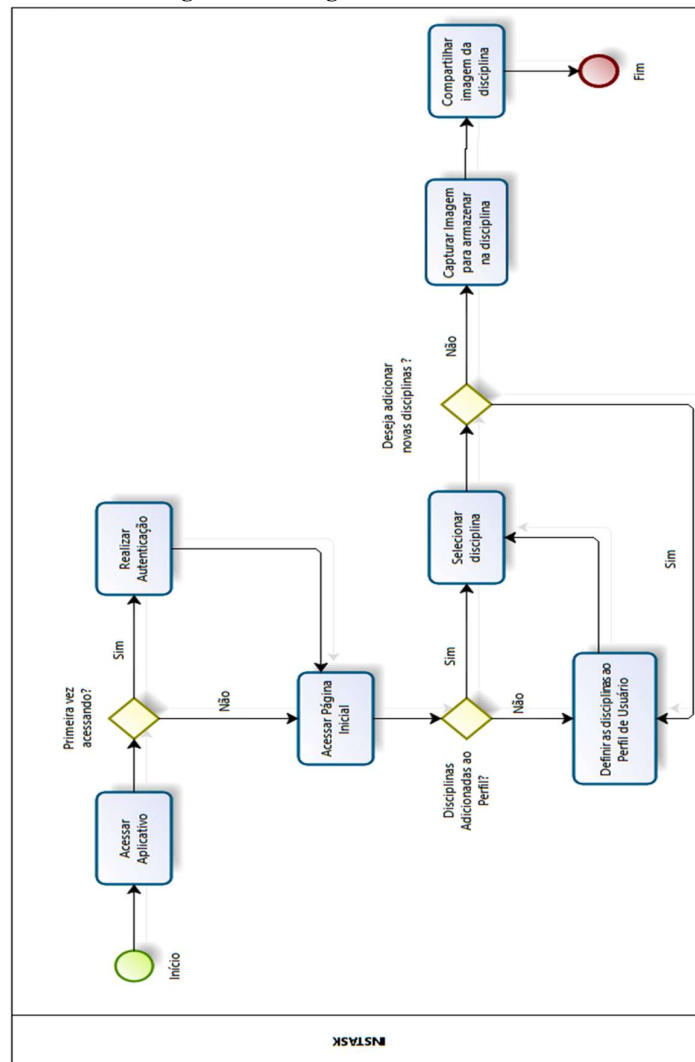 INSTASK
Início
Acessar
Aplicativo
Primeira vez
acessando?
Sim
Não
Realizar
Autenticação
Acessar Página
Inicial
Disciplinas
Adicionadas ao
Perfil?
Sim
Não
Definir as disciplinas ao
Perfil de Usuário
Selecionar
disciplina
Deseja adicionar
novas disciplinas ?
Sim
Não
Capturar Imagem
para armazenar
na disciplina
Compartilhar
imagem da
disciplina
Fim